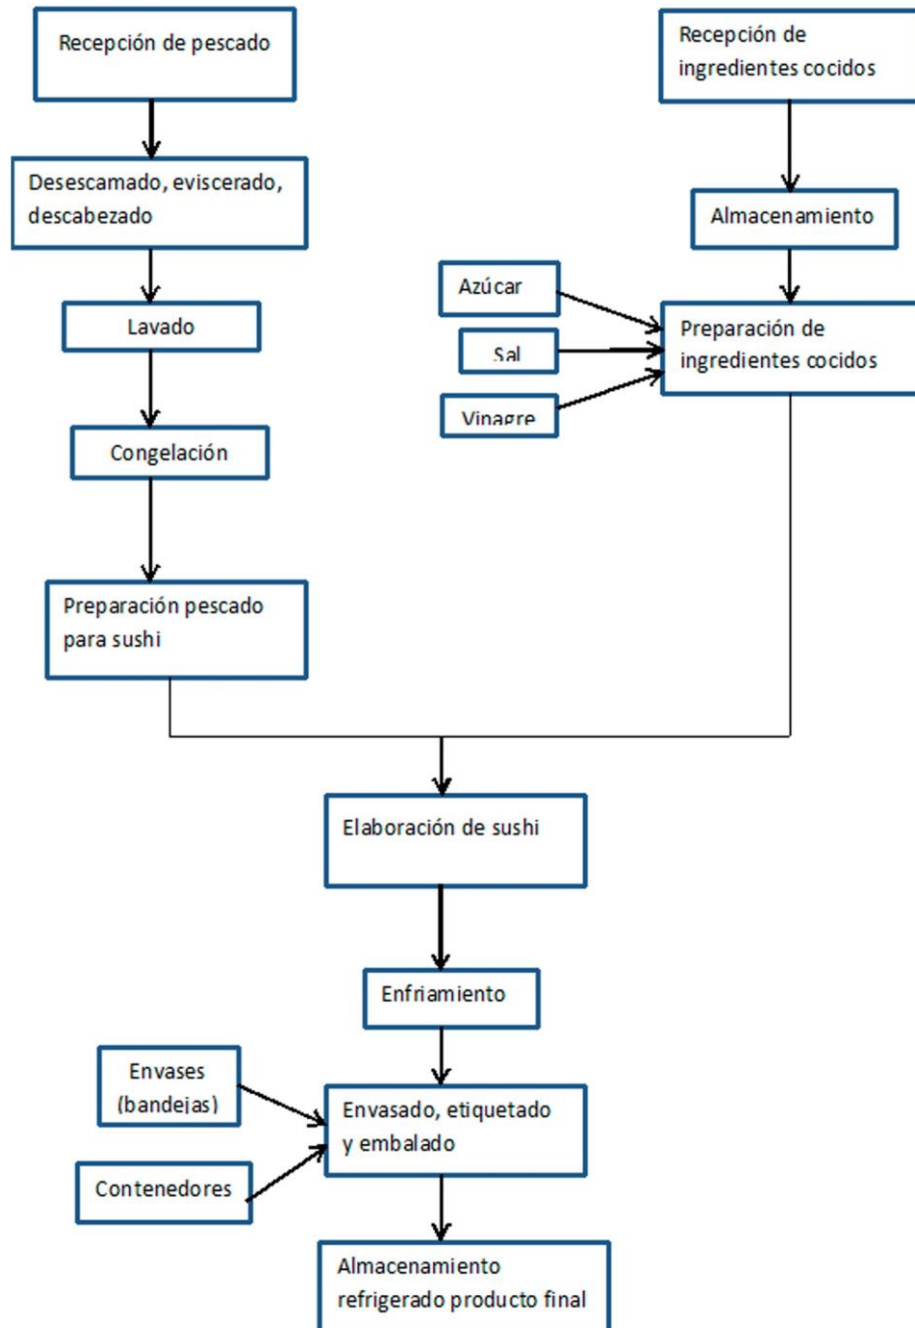 Recepción de pescado
Desescamado, eviscerado,
descabezado
Lavado
Congelación
Preparación pescado
para sushi
Recepción de
ingredientes cocidos
Almacenamiento
Azúcar
Sal
Vinagre
Preparación de
ingredientes cocidos
Elaboración de sushi
Enfriamiento
Envases
(bandejas)
Contenedores
Envasado, etiquetado
y embalado
Almacenamiento
refrigerado producto final